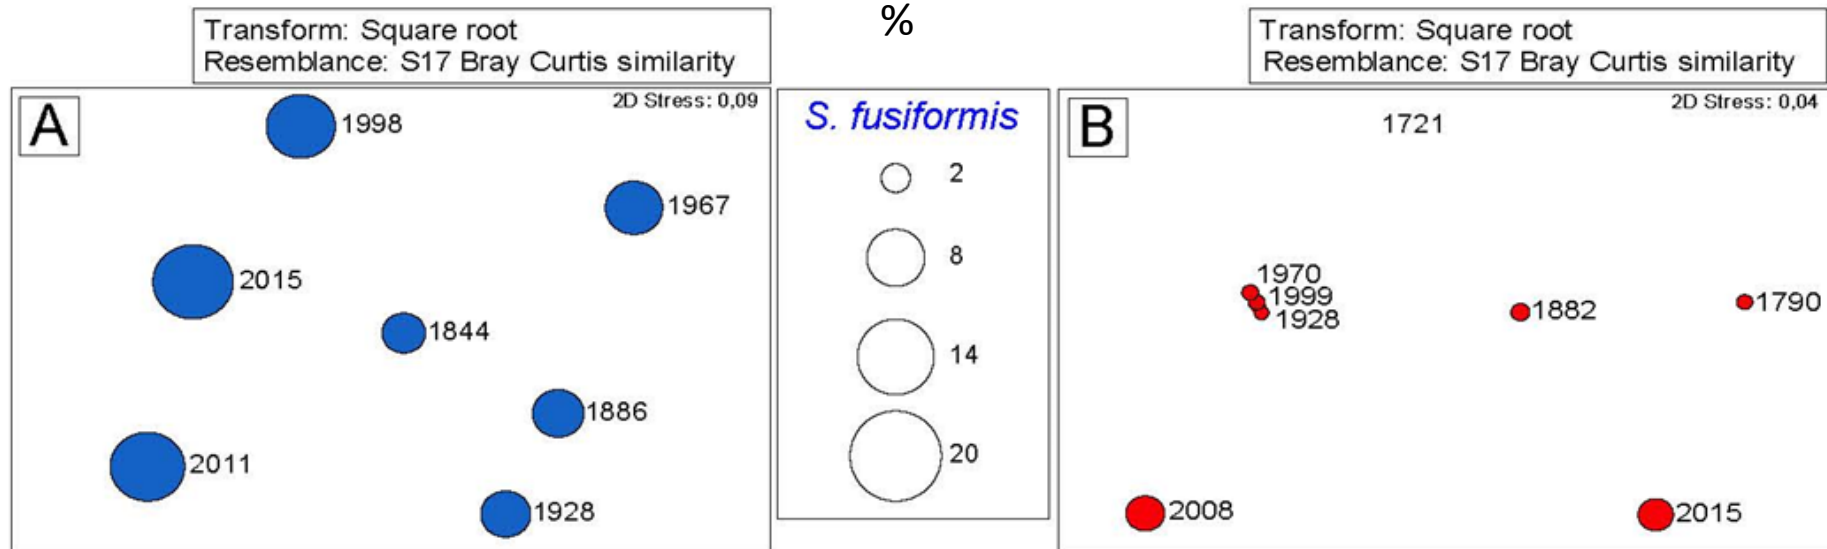 %
Transform: Square root
Resemblance: S17 Bray Curtis similarity
A
2D Stress: 0,09
1998
1967
2015
1844
1886
2011
1928
S. fusiformis
2
8
14
20
Transform: Square root
Resemblance: S17 Bray Curtis similarity
B
2D Stress: 0,04
1721
1970
1999
1928
1882
1790
2008
2015